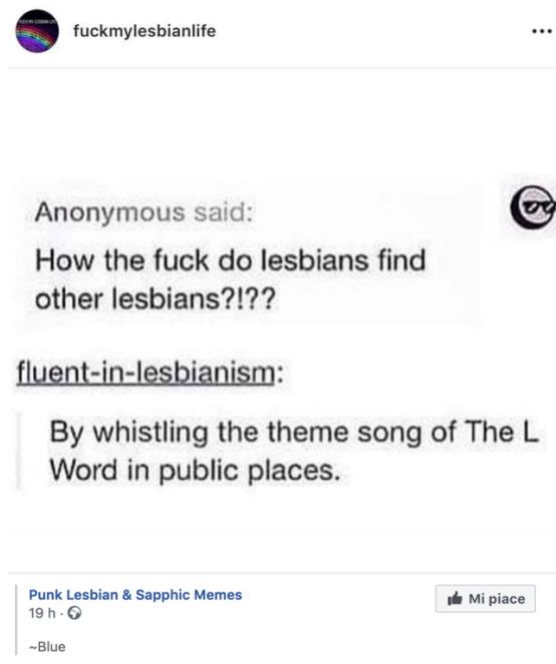 fuckmylesbianlife
Anonymous said:
How the fuck do lesbians find
other lesbians?!??
fluent-in-lesbianism:
By whistling the theme song of The L
Word in public places.
Punk Lesbian & Sapphic Memes
Mi piace
19 h ·
~Blue